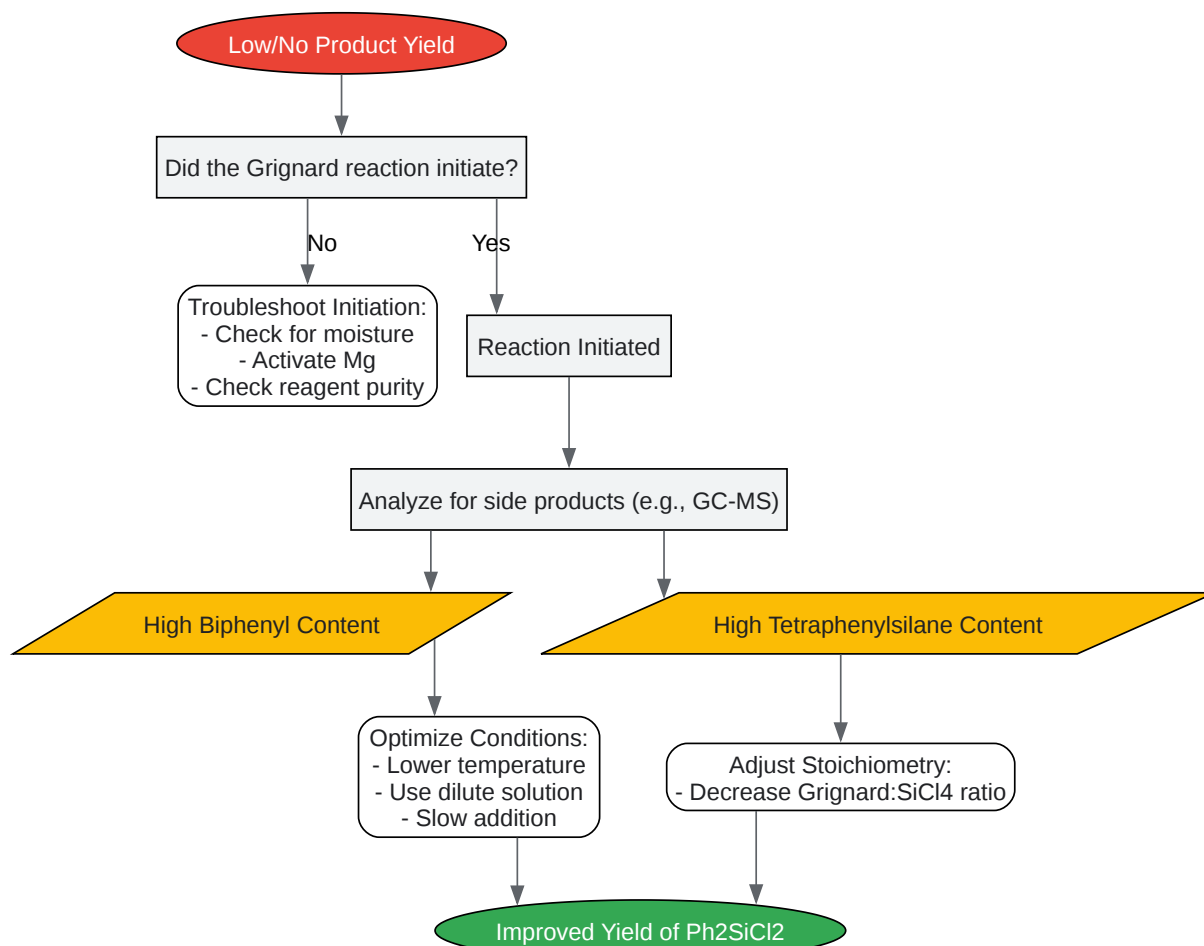 Low/No Product Yield
Did the Grignard reaction initiate?
No
Yes
Troubleshoot Initiation:
- Check for moisture
- Activate Mg
- Check reagent purity
Reaction Initiated
Analyze for side products (e.g., GC-MS)
High Biphenyl Content
High Tetraphenylsilane Content
Optimize Conditions:
- Lower temperature
- Use dilute solution
- Slow addition
Adjust Stoichiometry:
- Decrease Grignard:SiCl4 ratio
Improved Yield of Ph2SiCl2